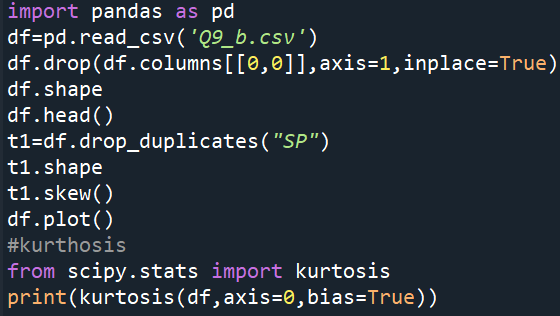 import pandas as pd
df=pd.read_csv('Q9_b.csv')
df.drop(df.columns[[0,0]],axis=1,inplace=True)
df.shape
df.head()
t1=df.drop_duplicates("SP")
t1.shape
t1.skew()
df.plot()
#kurthosis
from scipy.stats import kurtosis
print(kurtosis(df,axis=0,bias=True))